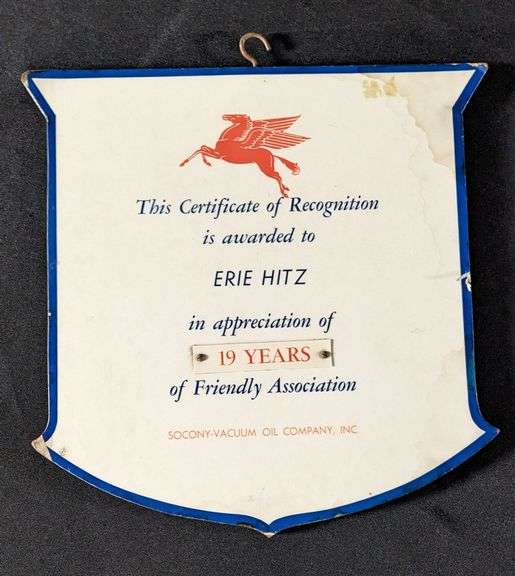 This Certificate of Recognition
is awarded to
ERIE HITZ
in appreciation of
19 YEARS
of Friendly Association
SOCONY-VACUUM OIL COMPANY, INC.